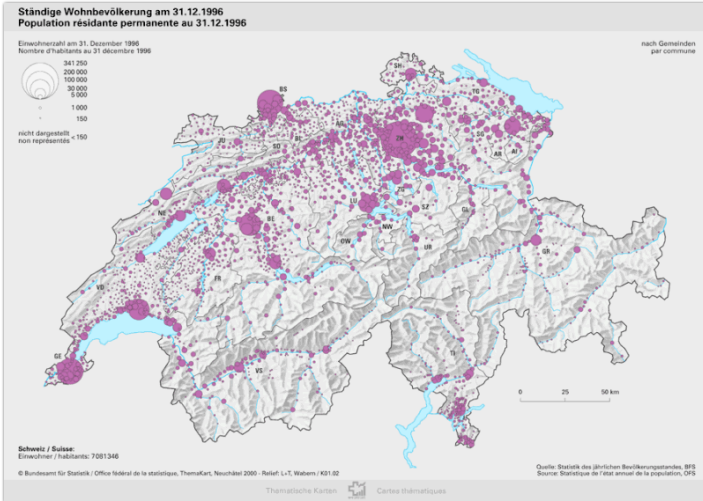 Ständige Wohnbevölkerung am 31.12.1996
Population résidante permanente au 31.12.1996
Einwohnerzahl am 31. Dezember 1996
Nombre d'habitants au 31 décembre 1996
nach Gemeinden
par commune
341 250
200 000
100 000
30 000
5 000
1 000
150
nicht dargestellt
non représentés
<150
SH
BS
TG
JU
SO
BL
AG
ZH
SG
AR
AI
ZG
LU
SZ
NE
BE
NW
GL
OW
UR
GR
VD
FR
TI
GE
VS
0 25 50 km
Schweiz / Suisse:
Einwohner / habitants: 7081346
© Bundesamt für Statistik / Office fédéral de la statistique, ThemaKart, Neuchâtel 2000 - Relief: L+T, Wabern / K01.02
Quelle: Statistik des jährlichen Bevölkerungsstandes, BFS
Source: Statistique de l'état annuel de la population, OFS
Thematische Karten
Cartes thématiques